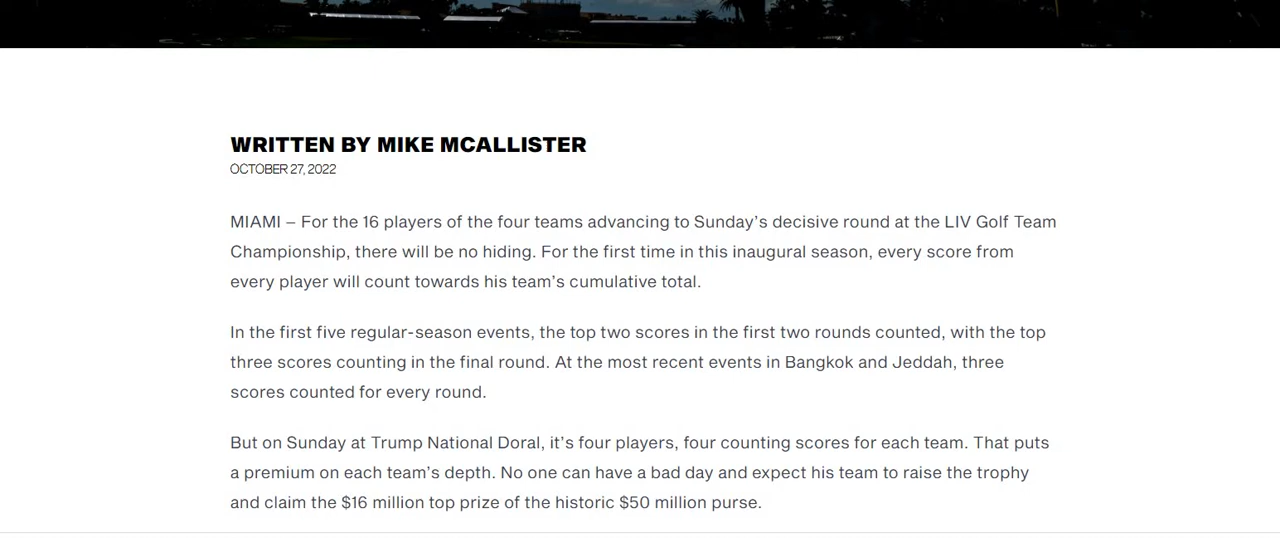 WRITTEN BY MIKE MCALLISTER
OCTOBER 27, 2022
MIAMI – For the 16 players of the four teams advancing to Sunday’s decisive round at the LIV Golf Team
Championship, there will be no hiding. For the first time in this inaugural season, every score from
every player will count towards his team’s cumulative total.
In the first five regular-season events, the top two scores in the first two rounds counted, with the top
three scores counting in the final round. At the most recent events in Bangkok and Jeddah, three
scores counted for every round.
But on Sunday at Trump National Doral, it’s four players, four counting scores for each team. That puts
a premium on each team’s depth. No one can have a bad day and expect his team to raise the trophy
and claim the $16 million top prize of the historic $50 million purse.